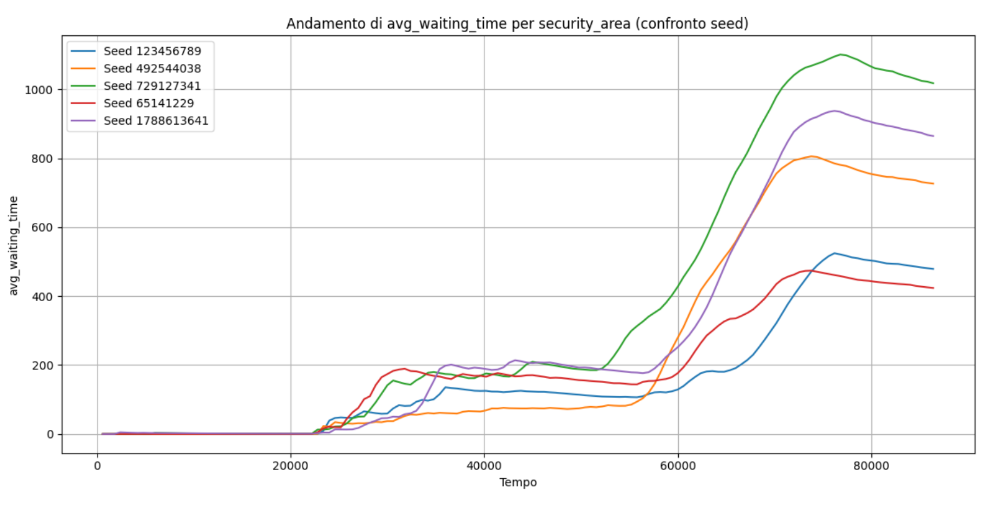 Andamento di avg_waiting_time per security_area (confronto seed)
Seed 123456789
Seed 492544038
Seed 729127341
Seed 65141229
Seed 1788613641
avg_waiting_time
1000
800
600
400
200
0
0 20000 40000 60000 80000
Tempo